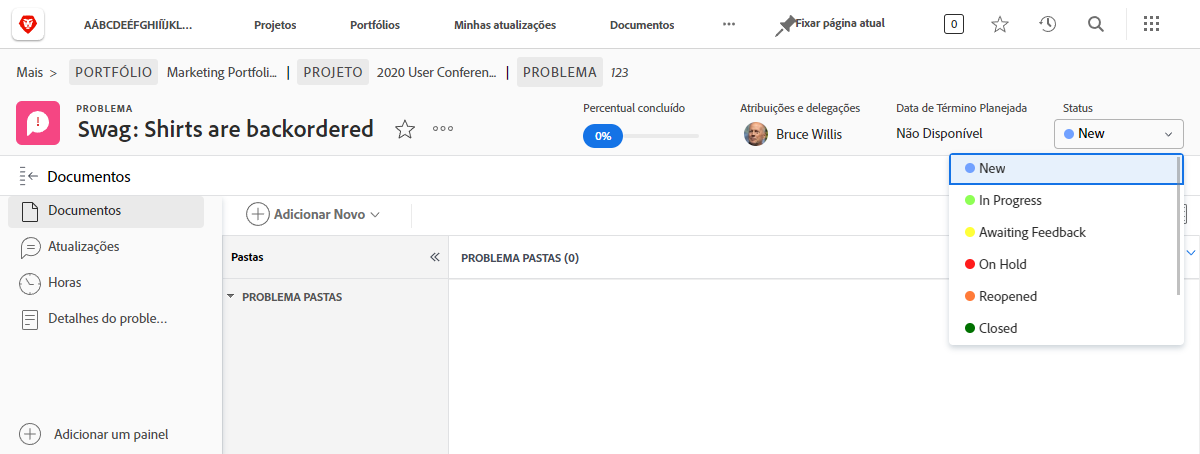 AÁBCDEÉFGHIÍÏJKL...
Projetos
Portfólios
Minhas atualizações
Documentos
Fixar página atual
0
Mais >
PORTFÓLIO Marketing Portfoli... | PROJETO 2020 User Conferen... | PROBLEMA 123
PROBLEMA
Swag: Shirts are backordered
Percentual concluído
0%
Atribuições e delegações
Bruce Willis
Data de Término Planejada
Não Disponível
Status
New
New
In Progress
Awaiting Feedback
On Hold
Reopened
Closed
Documentos
Documentos
Atualizações
Horas
Detalhes do proble...
Adicionar um painel
Adicionar Novo
Pastas
PROBLEMA PASTAS (0)
PROBLEMA PASTAS